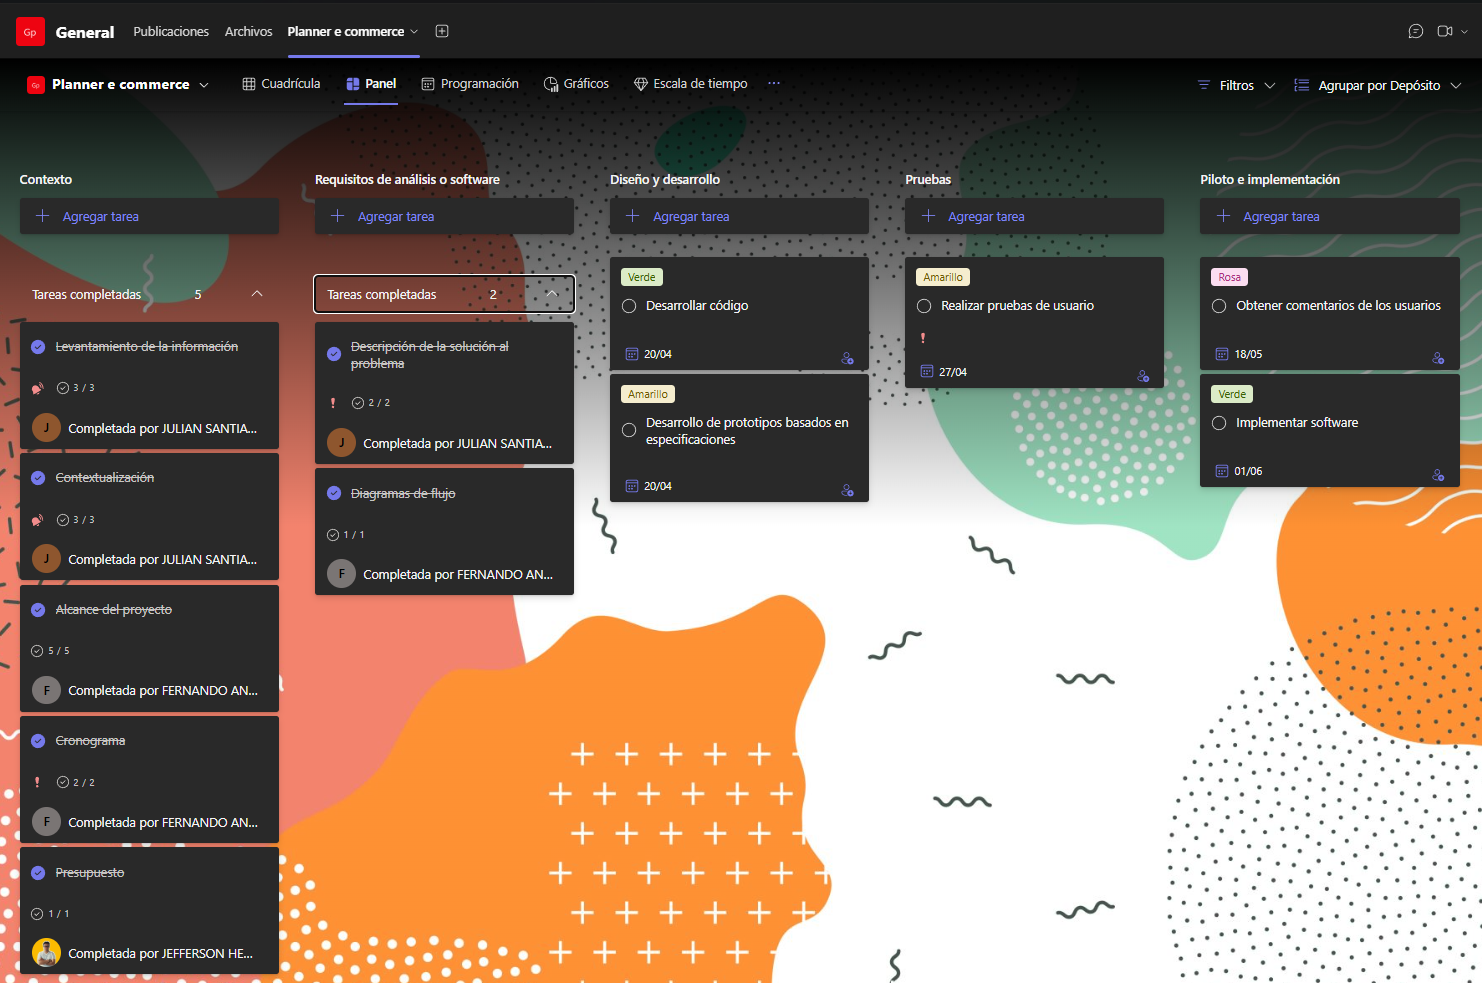 Gp
General
Publicaciones
Archivos
Planner e commerce
Gp
Planner e commerce
Cuadrícula
Panel
Programación
Gráficos
Escala de tiempo
Filtros
Agrupar por Depósito
Contexto
Agregar tarea
Tareas completadas 5
Levantamiento de la información
3 / 3
J
Completada por JULIAN SANTIA...
Contextualización
3 / 3
J
Completada por JULIAN SANTIA...
Alcance del proyecto
5 / 5
F
Completada por FERNANDO AN...
Cronograma
2 / 2
F
Completada por FERNANDO AN...
Presupuesto
1 / 1
Completada por JEFFERSON HE...
Requisitos de análisis o software
Agregar tarea
Tareas completadas 2
Descripción de la solución al
problema
2 / 2
J
Completada por JULIAN SANTIA...
Diagramas de flujo
1 / 1
F
Completada por FERNANDO AN...
Diseño y desarrollo
Agregar tarea
Verde
Desarrollar código
20/04
Amarillo
Desarrollo de prototipos basados en
especificaciones
20/04
Pruebas
Agregar tarea
Amarillo
Realizar pruebas de usuario
27/04
Piloto e implementación
Agregar tarea
Rosa
Obtener comentarios de los usuarios
18/05
Verde
Implementar software
01/06